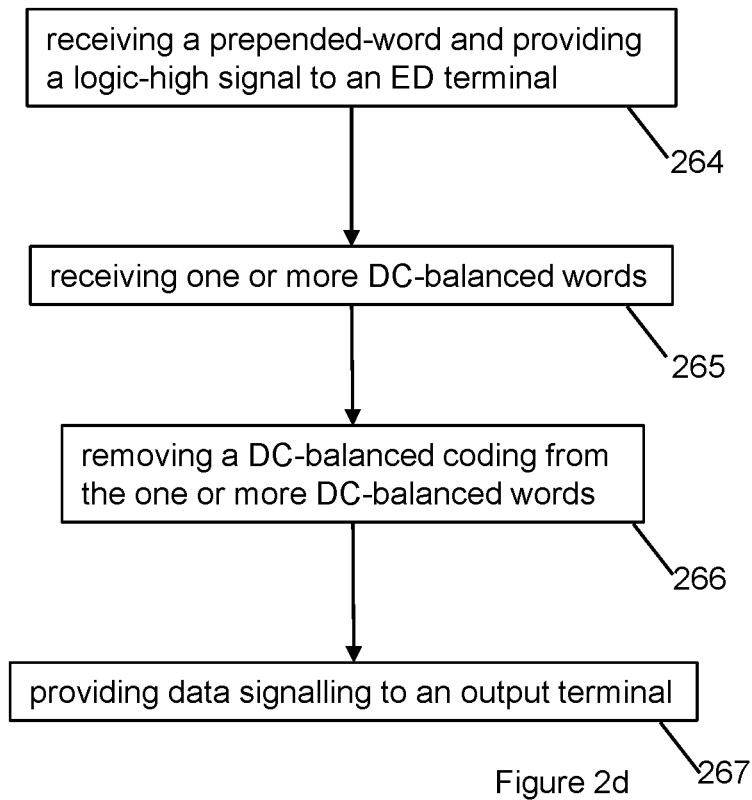 receiving a prepended-word and providing
a logic-high signal to an ED terminal
264
receiving one or more DC-balanced words
265
removing a DC-balanced coding from
the one or more DC-balanced words
266
providing data signalling to an output terminal
267
Figure 2d